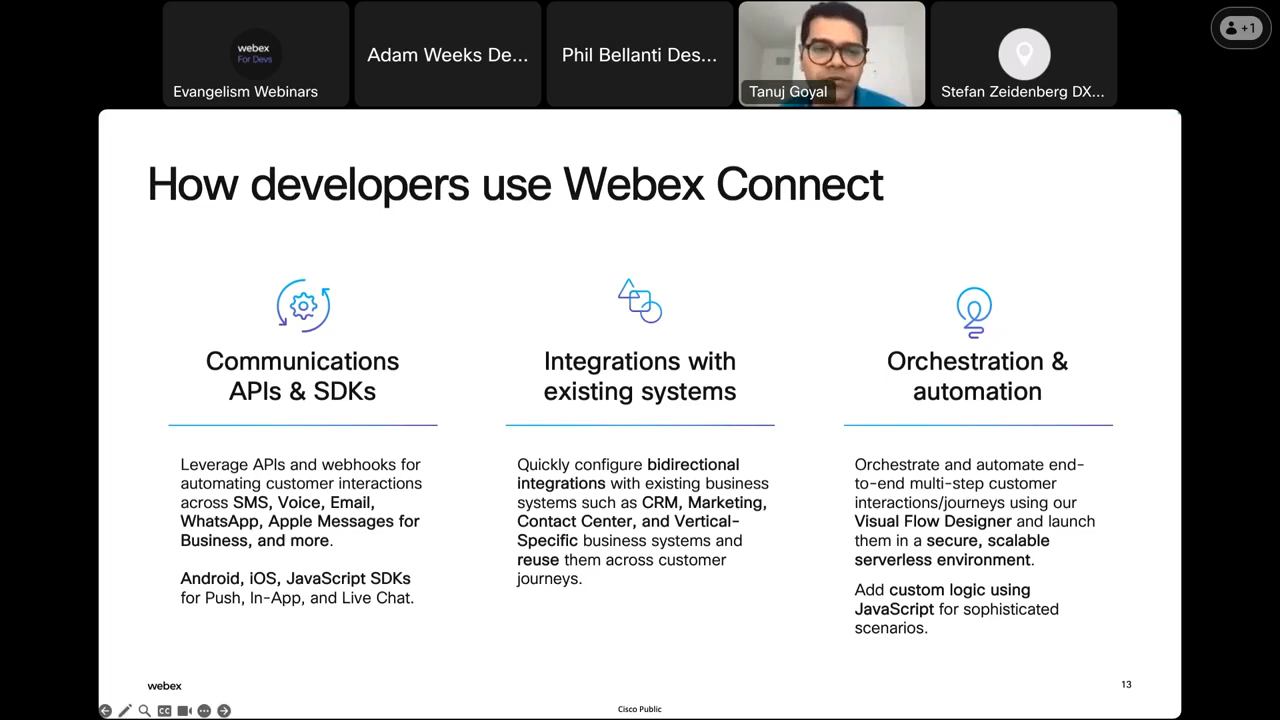 webex
For Devs
Evangelism Webinars
Adam Weeks De...
Phil Bellanti Des...
Tanuj Goyal
Stefan Zeidenberg DX...
+1
How developers use Webex Connect
Communications
APIs & SDKs
Leverage APIs and webhooks for
automating customer interactions
across SMS, Voice, Email,
WhatsApp, Apple Messages for
Business, and more.
Android, iOS, JavaScript SDKs
for Push, In-App, and Live Chat.
Integrations with
existing systems
Quickly configure bidirectional
integrations with existing business
systems such as CRM, Marketing,
Contact Center, and Vertical-
Specific business systems and
reuse them across customer
journeys.
Orchestration &
automation
Orchestrate and automate end-
to-end multi-step customer
interactions/journeys using our
Visual Flow Designer and launch
them in a secure, scalable
serverless environment.
Add custom logic using
JavaScript for sophisticated
scenarios.
webex
13
CC
Cisco Public